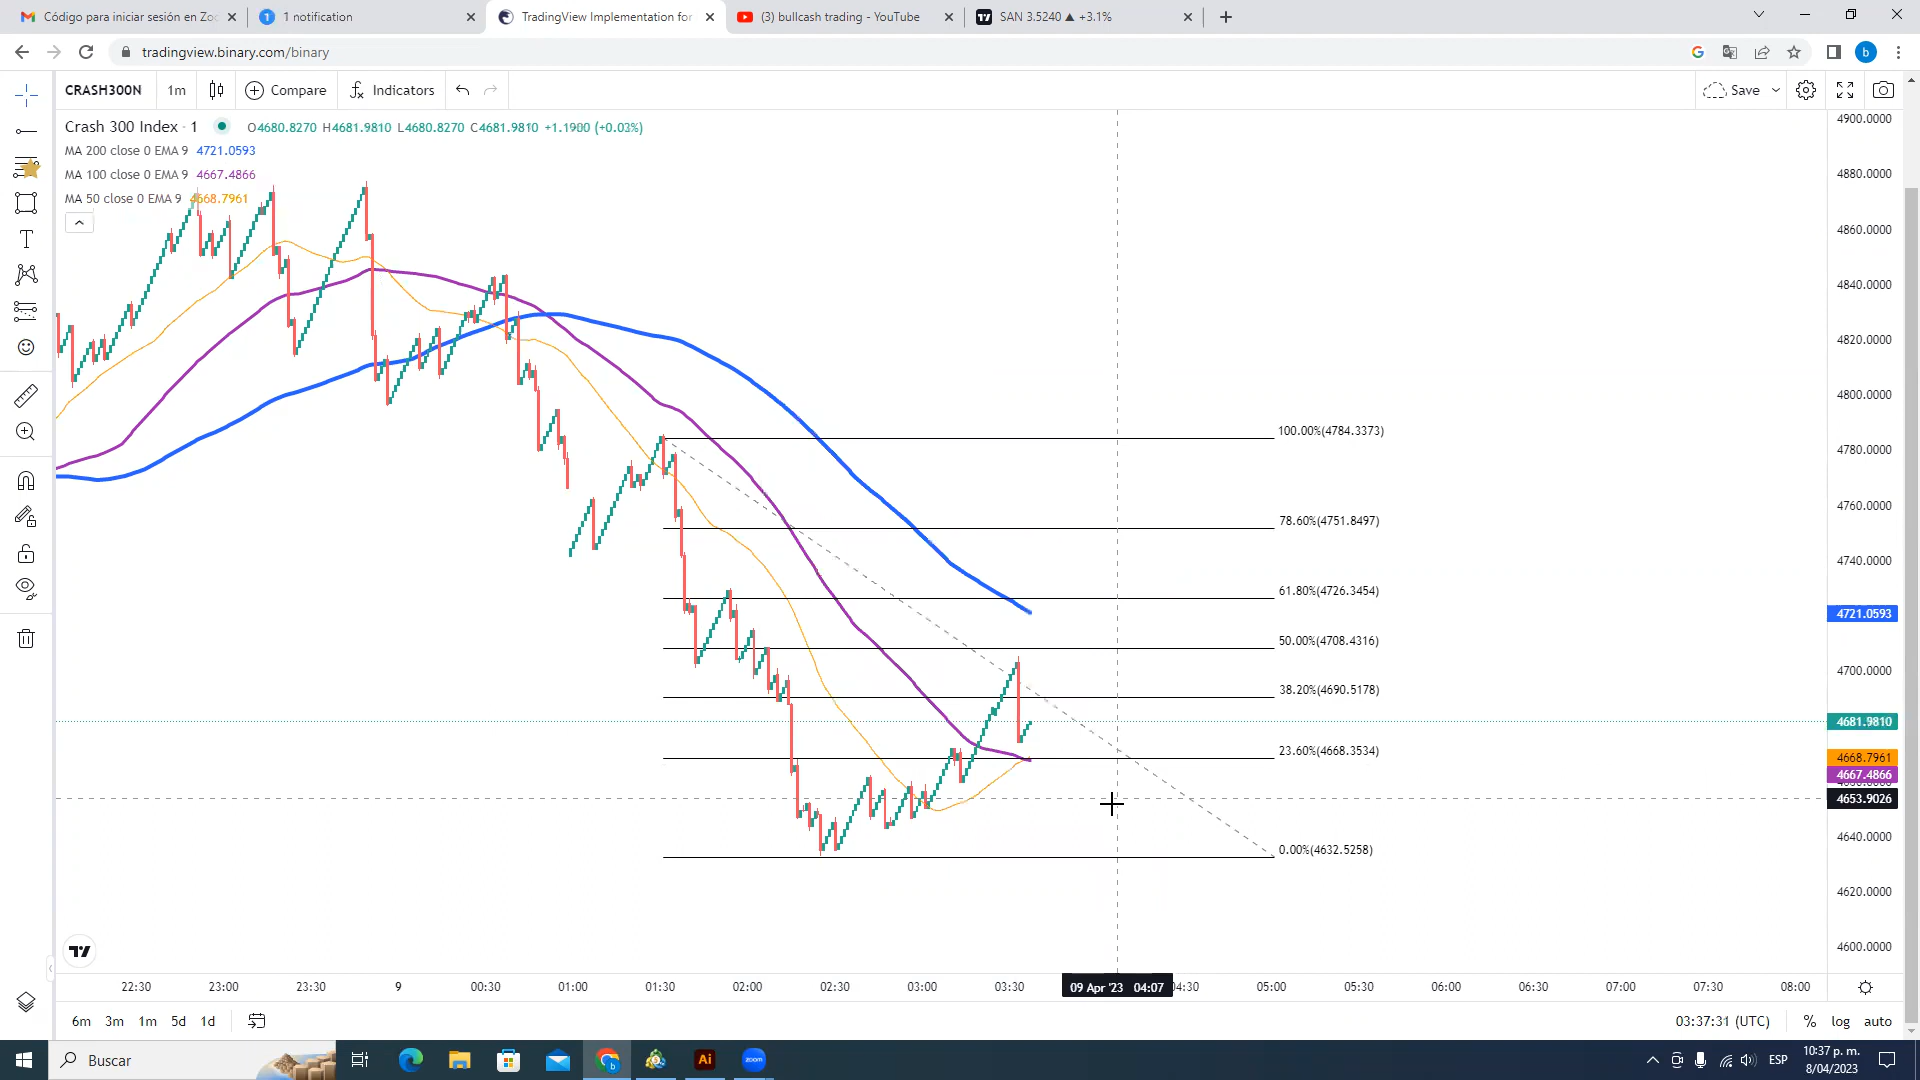 Código para iniciar sesión en Zoo
1 notification
TradingView Implementation for
(3) bullcash trading - YouTube
SAN 3.5240 ▲ +3.1%
tradingview.binary.com/binary
CRASH300N 1m Compare Indicators Save
Crash 300 Index · 1 O4680.8270 H4681.9810 L4680.8270 C4681.9810 +1.1900 (+0.03%)
MA 200 close 0 EMA 9 4721.0593
MA 100 close 0 EMA 9 4667.4866
MA 50 close 0 EMA 9 4668.7961
100.00%(4784.3373)
78.60%(4751.8497)
61.80%(4726.3454)
50.00%(4708.4316)
38.20%(4690.5178)
23.60%(4668.3534)
0.00%(4632.5258)
4900.0000
4880.0000
4860.0000
4840.0000
4820.0000
4800.0000
4780.0000
4760.0000
4740.0000
4721.0593
4700.0000
4681.9810
4668.7961
4667.4866
4653.9026
4640.0000
4620.0000
4600.0000
22:30 23:00 23:30 9 00:30 01:00 01:30 02:00 02:30 03:00 03:30 09 Apr '23 04:07 04:30 05:00 05:30 06:00 06:30 07:00 07:30 08:00
6m 3m 1m 5d 1d 03:37:31 (UTC) % log auto
Buscar
Ai
zoom
ESP
10:37 p. m.
8/04/2023